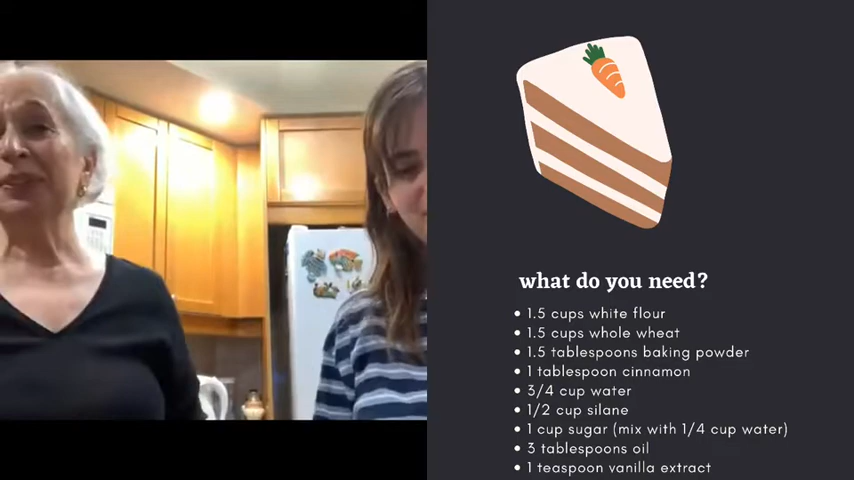 what do you need?
• 1.5 cups white flour
• 1.5 cups whole wheat
• 1.5 tablespoons baking powder
• 1 tablespoon cinnamon
• 3/4 cup water
• 1/2 cup silane
• 1 cup sugar (mix with 1/4 cup water)
• 3 tablespoons oil
• 1 teaspoon vanilla extract